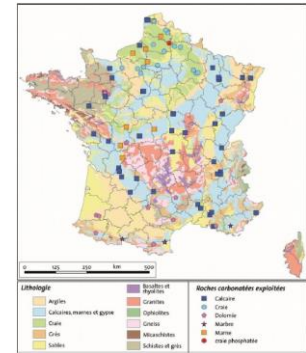 0 125 250 km 500
Lithologie
Argiles
Calcaires, marnes et gypse
Craie
Grès
Sables
Basaltes et rhyolites
Granites
Ophiolites
Gneiss
Micaschistes
Schistes et grès
Roches carbonatées exploitées
Calcaire
Craie
Dolomie
Marbre
Marne
craie phosphatée